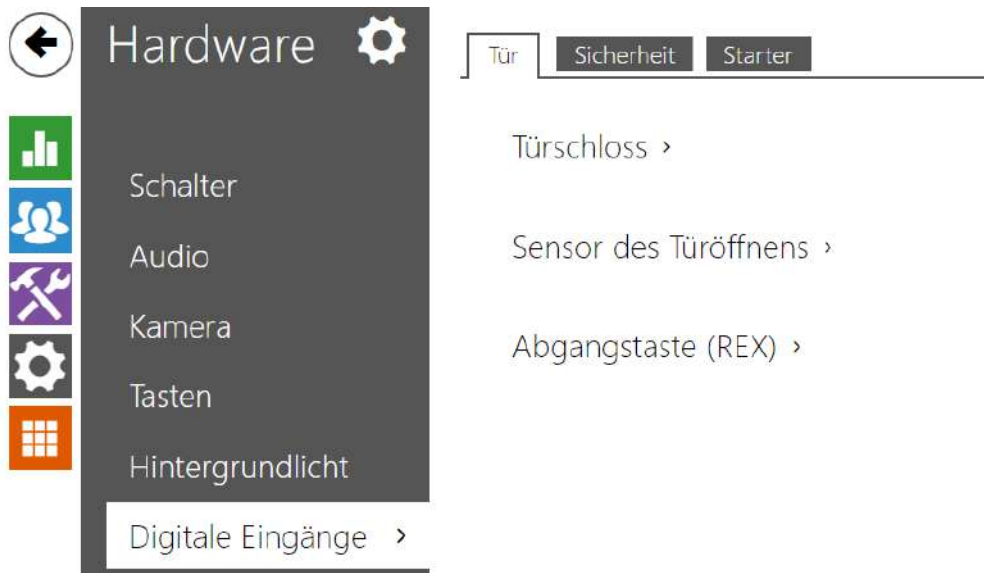 Hardware
Schalter
Audio
Kamera
Tasten
Hintergrundlicht
Digitale Eingänge ›
Tür Sicherheit Starter
Türschloss ›
Sensor des Türöffnens ›
Abgangstaste (REX) ›